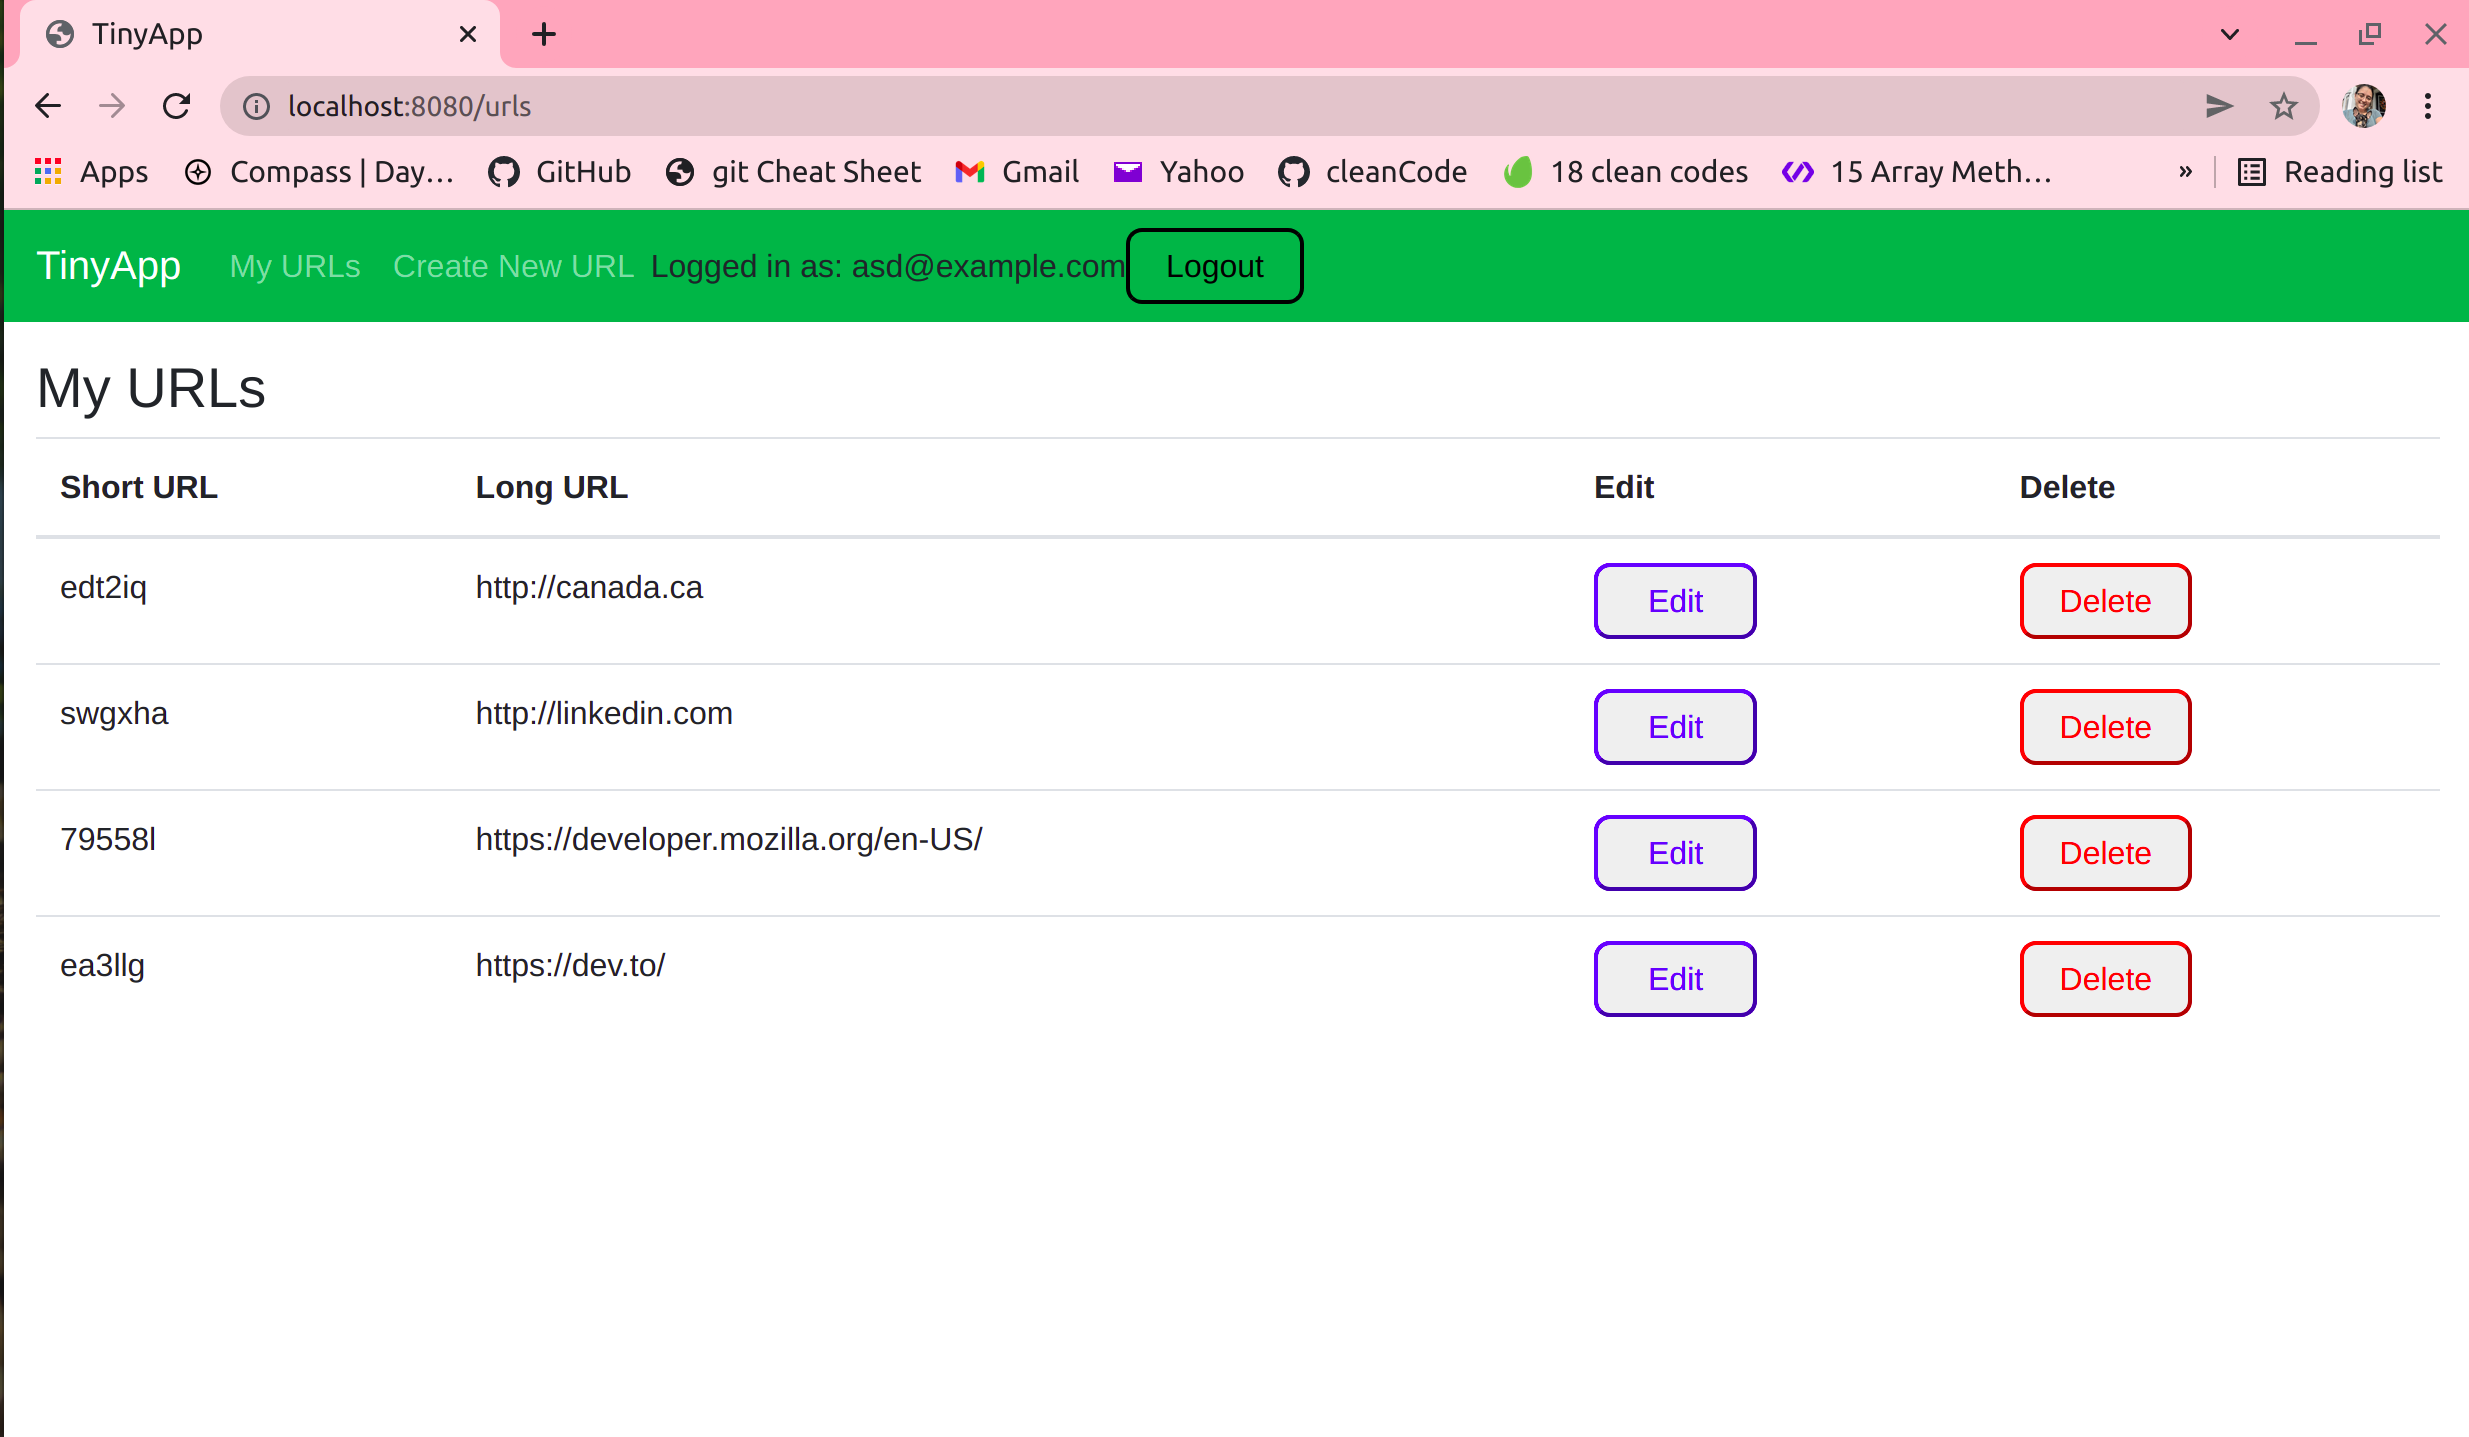 TinyApp
localhost:8080/urls
Apps Compass | Day... GitHub git Cheat Sheet Gmail Yahoo cleanCode 18 clean codes 15 Array Meth... » Reading list
TinyApp My URLs Create New URL Logged in as: asd@example.com Logout
My URLs
Short URL Long URL Edit Delete
edt2iq http://canada.ca Edit Delete
swgxha http://linkedin.com Edit Delete
79558l https://developer.mozilla.org/en-US/ Edit Delete
ea3llg https://dev.to/ Edit Delete